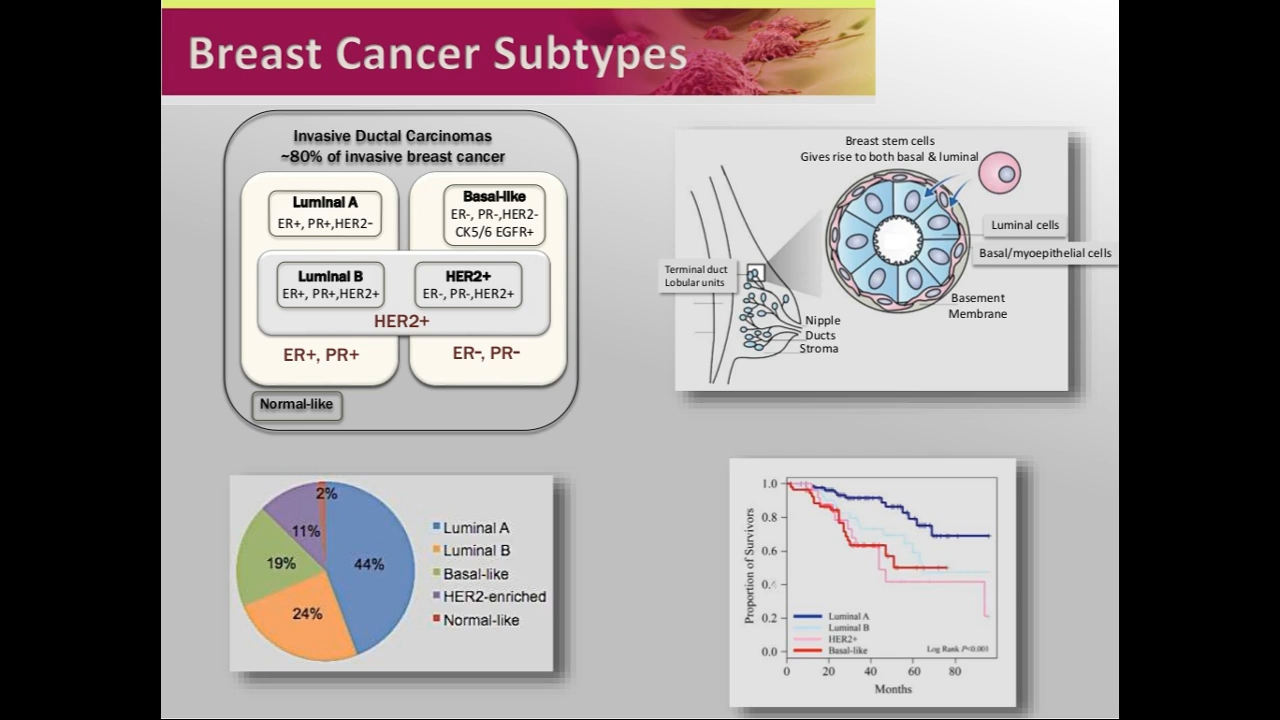 Breast Cancer Subtypes
Invasive Ductal Carcinomas
~80% of invasive breast cancer
Luminal A
ER+, PR+,HER2-
Basal-like
ER-, PR-,HER2-
CK5/6 EGFR+
Luminal B
ER+, PR+,HER2+
HER2+
ER-, PR-,HER2+
HER2+
ER+, PR+
ER-, PR-
Normal-like
Breast stem cells
Gives rise to both basal & luminal
Luminal cells
Basal/myoepithelial cells
Terminal duct
Lobular units
Basement
Membrane
Nipple
Ducts
Stroma
2%
11%
19%
44%
24%
Luminal A
Luminal B
Basal-like
HER2-enriched
Normal-like
Proportion of Survivors
1.0
0.8
0.6
0.4
0.2
0.0
Luminal A
Luminal B
HER2+
Basal-like
Log Rank P<0.001
0 20 40 60 80
Months